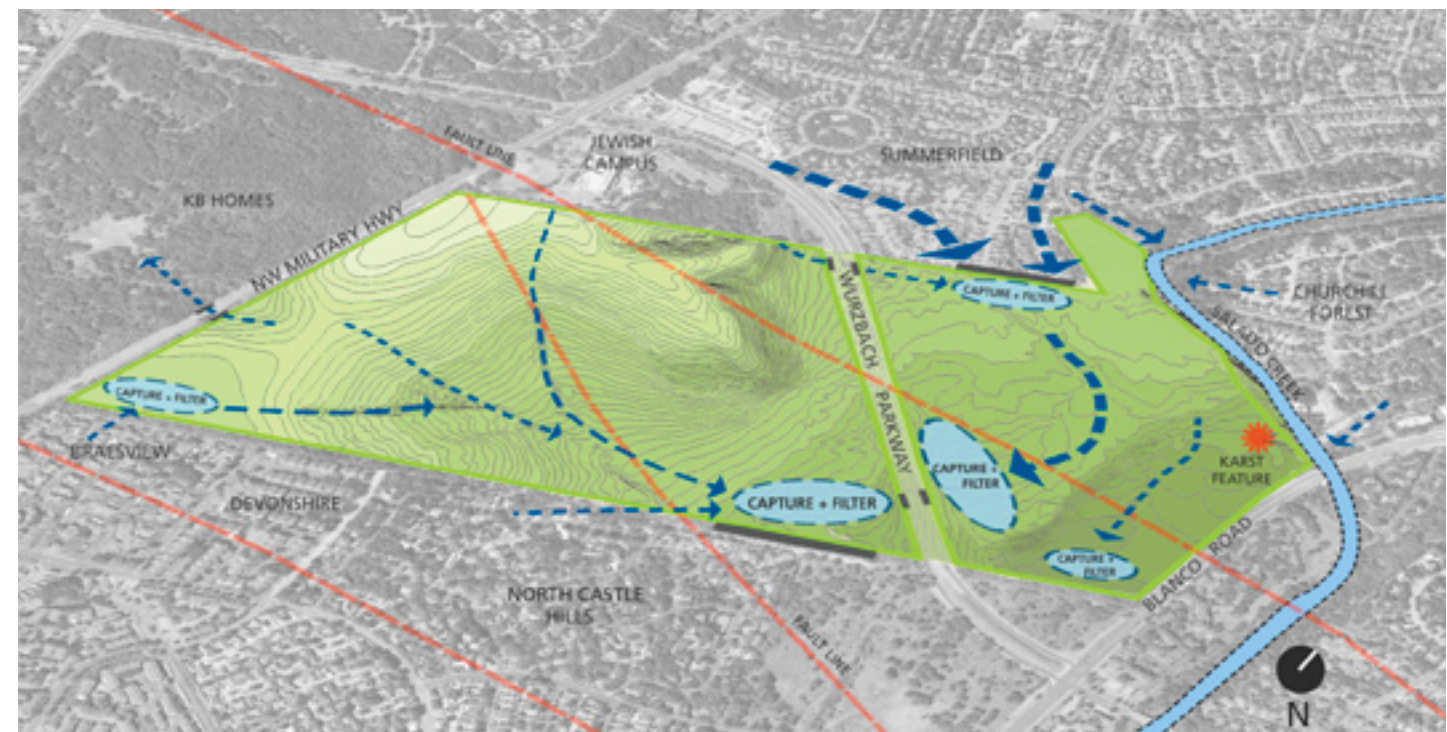 FAULT LINE
JEWISH
CAMPUS
SUMMERFIELD
KB HOMES
NW MILITARY HWY
WURZBACH PARKWAY
CAPTURE + FILTER
CHURCHILL
FOREST
SALADO CREEK
CAPTURE + FILTER
BRAESVIEW
DEVONSHIRE
CAPTURE + FILTER
CAPTURE +
FILTER
KARST
FEATURE
CAPTURE +
FILTER
BLANCO ROAD
NORTH CASTLE
HILLS
FAULT LINE
N